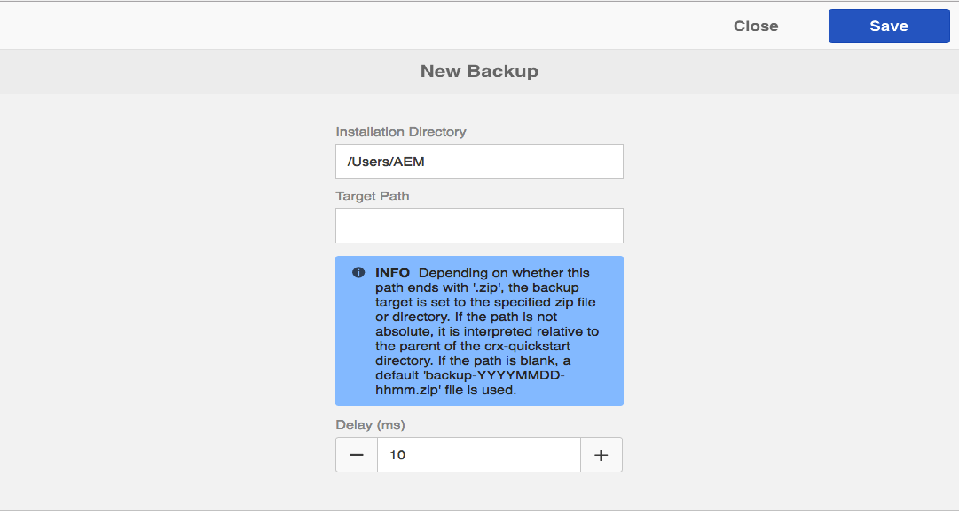 Close Save
New Backup
Installation Directory
/Users/AEM
Target Path
INFO Depending on whether this
path ends with '.zip', the backup
target is set to the specified zip file
or directory. If the path is not
absolute, it is interpreted relative to
the parent of the crx-quickstart
directory. If the path is blank, a
default 'backup-YYYYMMDD-
hhmm.zip' file is used.
Delay (ms)
10